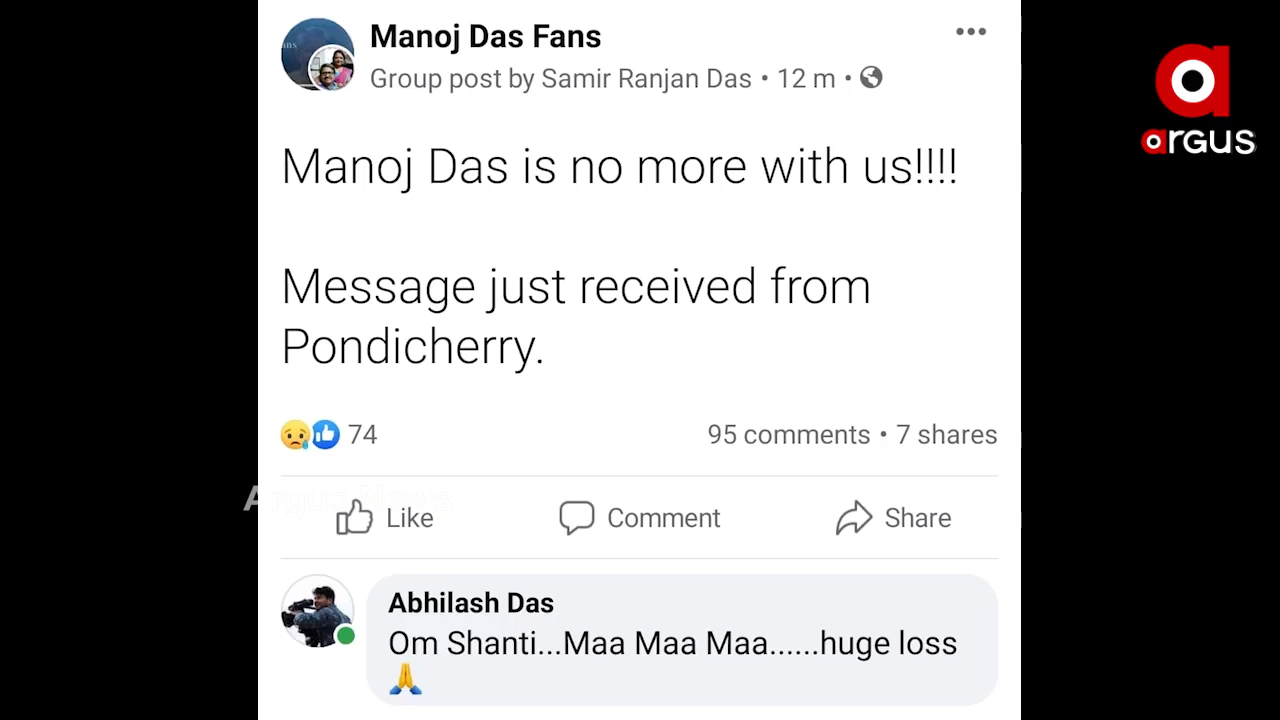 Manoj Das Fans
Group post by Samir Ranjan Das • 12 m •
Manoj Das is no more with us!!!!
Message just received from
Pondicherry.
74
95 comments • 7 shares
Argus News
Like
Comment
Share
Abhilash Das
Om Shanti...Maa Maa Maa......huge loss
🙏
argus